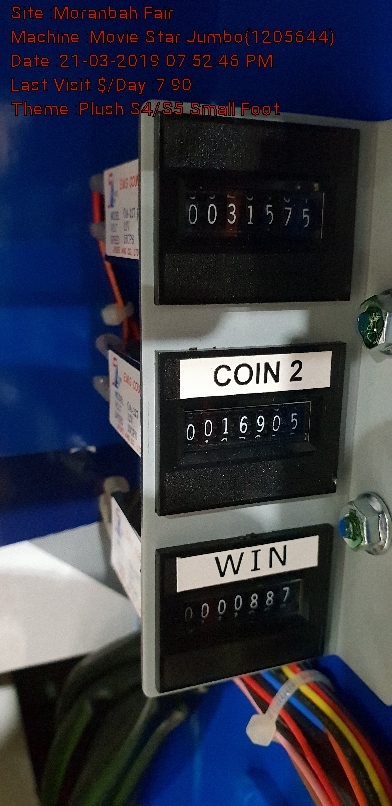 Site Moranbah Fair
Machine Movie Star Jumbo(1205644)
Date 21-03-2019 07 52 46 PM
Last Visit $/Day 7 90
Theme Plush S4/S5 Small Foot
0031575
COIN 2
0016905
WIN
0000887